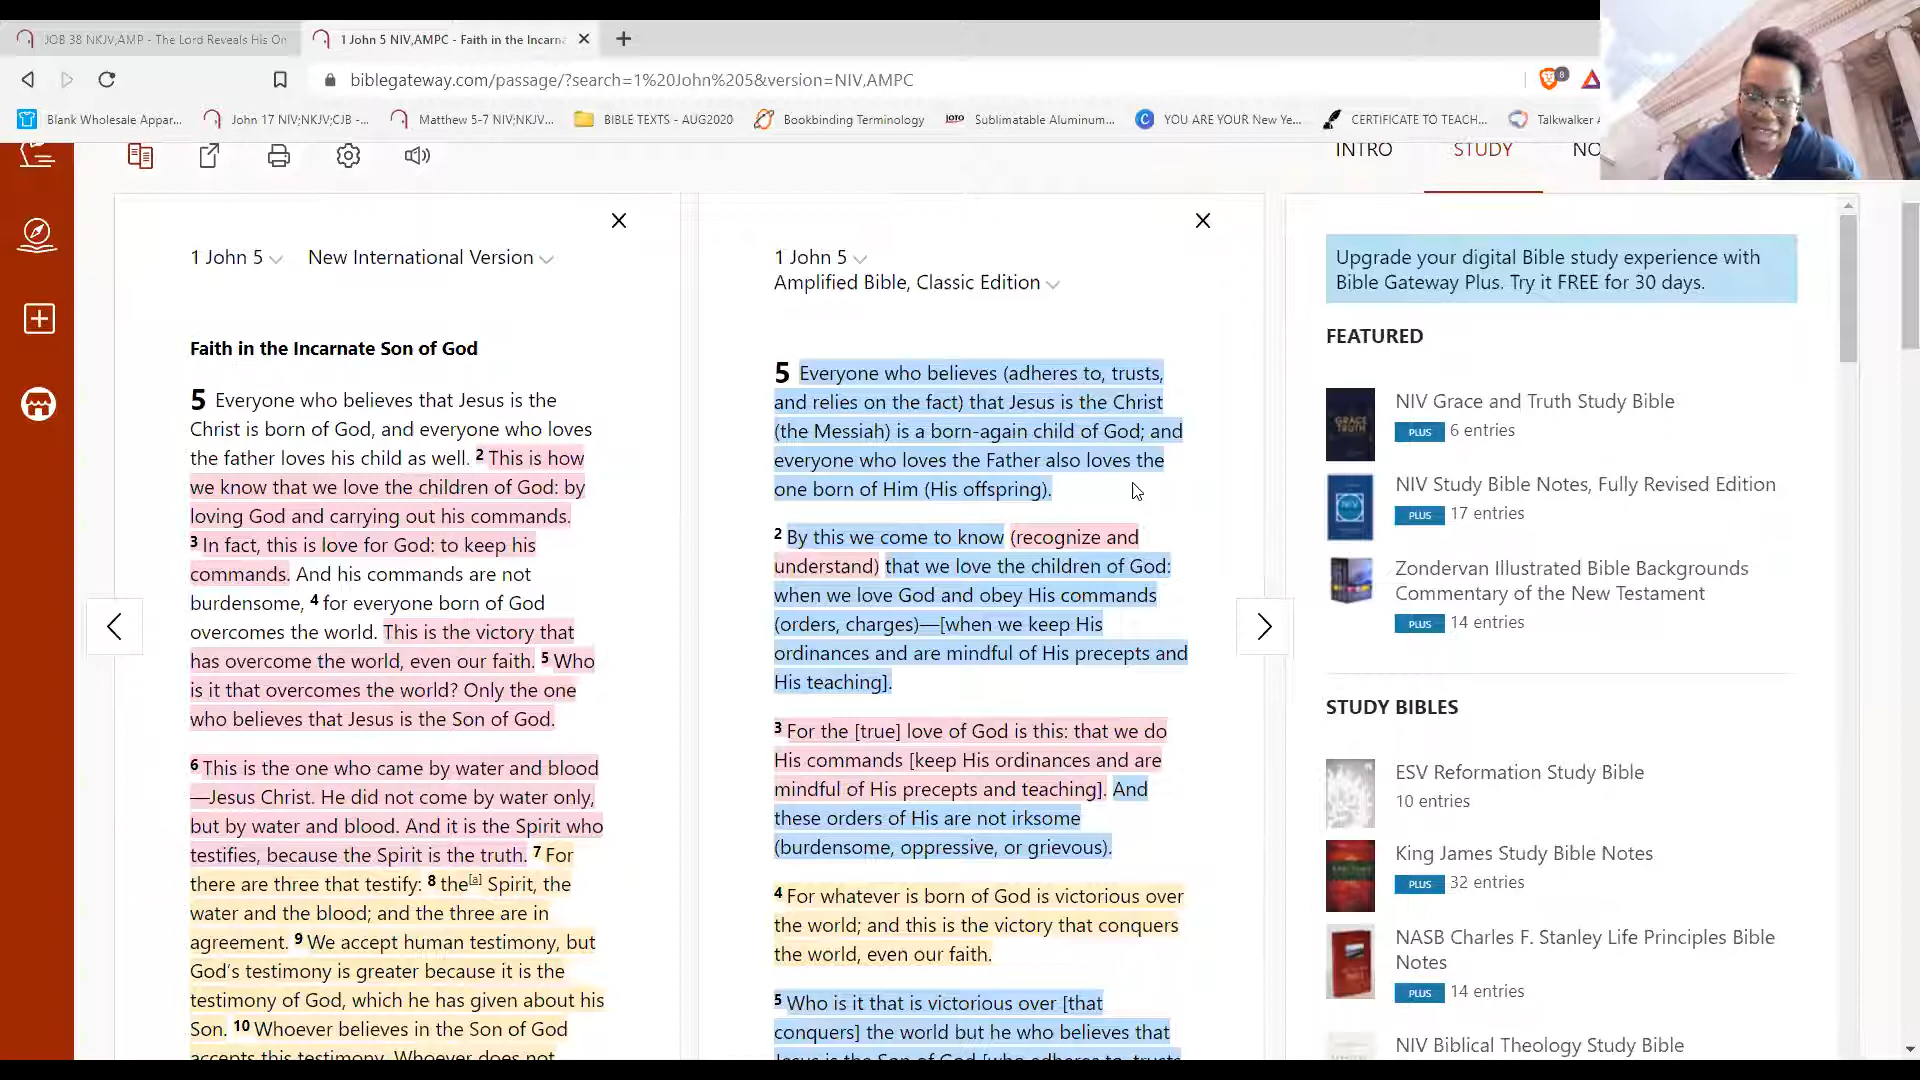 JOB 38 NKJV,AMP - The Lord Reveals His On
1 John 5 NIV,AMPC - Faith in the Incarna
biblegateway.com/passage/?search=1%20John%205&version=NIV,AMPC
8
Blank Wholesale Appar...
John 17 NIV;NKJV;CJB -...
Matthew 5-7 NIV;NKJV...
BIBLE TEXTS - AUG2020
Bookbinding Terminology
Sublimatable Aluminum...
YOU ARE YOUR New Ye...
CERTIFICATE TO TEACH...
Talkwalker
INTRO
STUDY
NO
1 John 5 New International Version
Faith in the Incarnate Son of God
5 Everyone who believes that Jesus is the
Christ is born of God, and everyone who loves
the father loves his child as well. 2 This is how
we know that we love the children of God: by
loving God and carrying out his commands.
3 In fact, this is love for God: to keep his
commands. And his commands are not
burdensome, 4 for everyone born of God
overcomes the world. This is the victory that
has overcome the world, even our faith. 5 Who
is it that overcomes the world? Only the one
who believes that Jesus is the Son of God.
6 This is the one who came by water and blood
—Jesus Christ. He did not come by water only,
but by water and blood. And it is the Spirit who
testifies, because the Spirit is the truth. 7 For
there are three that testify: 8 the[a] Spirit, the
water and the blood; and the three are in
agreement. 9 We accept human testimony, but
God's testimony is greater because it is the
testimony of God, which he has given about his
Son. 10 Whoever believes in the Son of God
accepts this testimony. Whoever does not
1 John 5
Amplified Bible, Classic Edition
5 Everyone who believes (adheres to, trusts,
and relies on the fact) that Jesus is the Christ
(the Messiah) is a born-again child of God; and
everyone who loves the Father also loves the
one born of Him (His offspring).
2 By this we come to know (recognize and
understand) that we love the children of God:
when we love God and obey His commands
(orders, charges)—[when we keep His
ordinances and are mindful of His precepts and
His teaching].
3 For the [true] love of God is this: that we do
His commands [keep His ordinances and are
mindful of His precepts and teaching]. And
these orders of His are not irksome
(burdensome, oppressive, or grievous).
4 For whatever is born of God is victorious over
the world; and this is the victory that conquers
the world, even our faith.
5 Who is it that is victorious over [that
conquers] the world but he who believes that
Jesus is the Son of God [who adheres to, trusts
Upgrade your digital Bible study experience with
Bible Gateway Plus. Try it FREE for 30 days.
FEATURED
NIV Grace and Truth Study Bible
PLUS 6 entries
NIV Study Bible Notes, Fully Revised Edition
PLUS 17 entries
Zondervan Illustrated Bible Backgrounds
Commentary of the New Testament
PLUS 14 entries
STUDY BIBLES
ESV Reformation Study Bible
10 entries
King James Study Bible Notes
PLUS 32 entries
NASB Charles F. Stanley Life Principles Bible
Notes
PLUS 14 entries
NIV Biblical Theology Study Bible